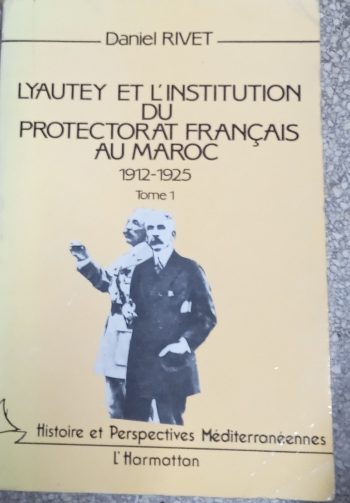 Daniel RIVET
LYAUTEY ET L'INSTITUTION
DU
PROTECTORAT FRANÇAIS
AU MAROC
1912-1925
Tome 1
Histoire et Perspectives Méditerranéennes
L'Harmattan